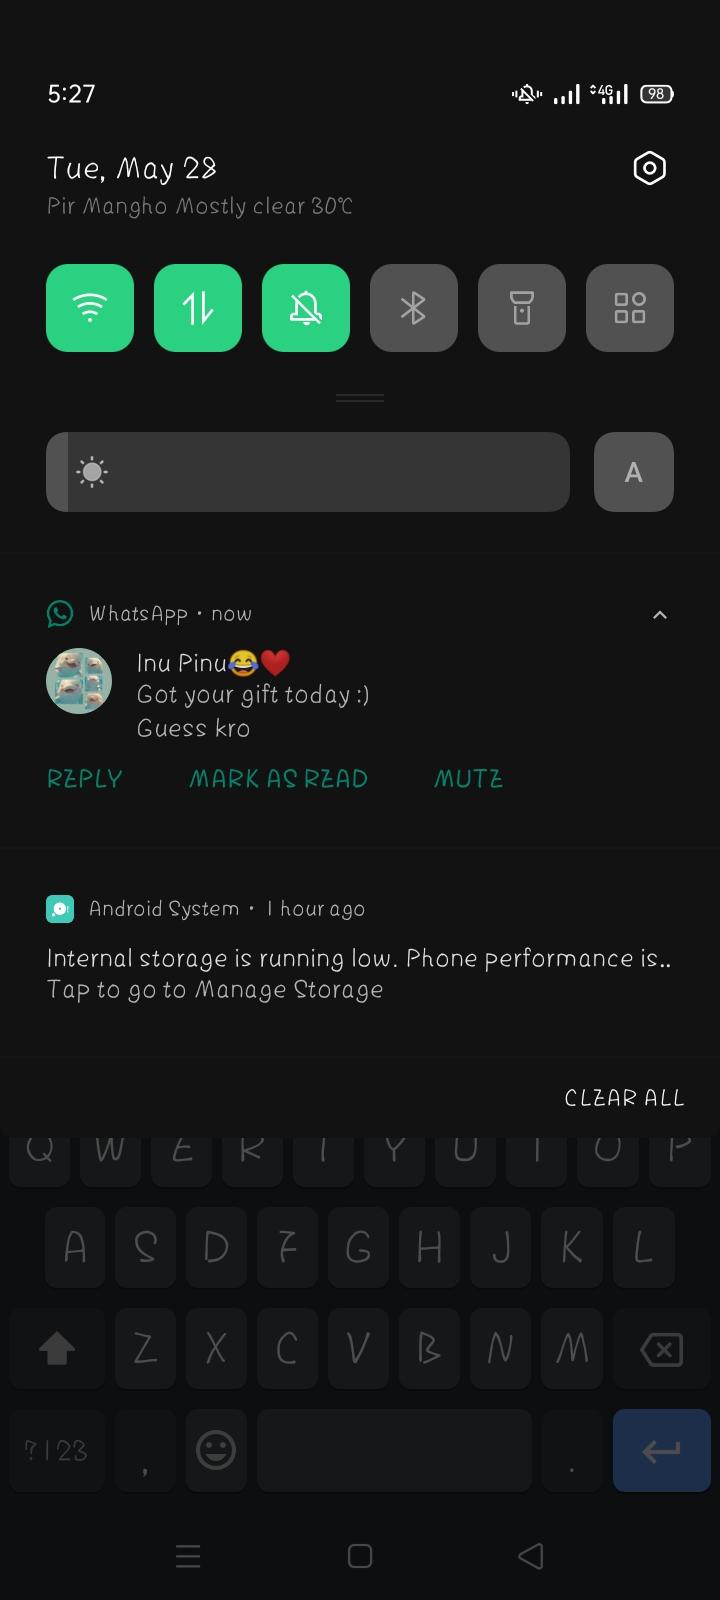 5:27
4G 98
Tue, May 28
Pir Mangho Mostly clear 30°C
A
WhatsApp • now
Inu Pinu😂❤️
Got your gift today :)
Guess kro
REPLY MARK AS READ MUTE
Android System • 1 hour ago
Internal storage is running low. Phone performance is..
Tap to go to Manage Storage
CLEAR ALL
Q W E R T Y U I O P
A S D F G H J K L
Z X C V B N M
?123 , .